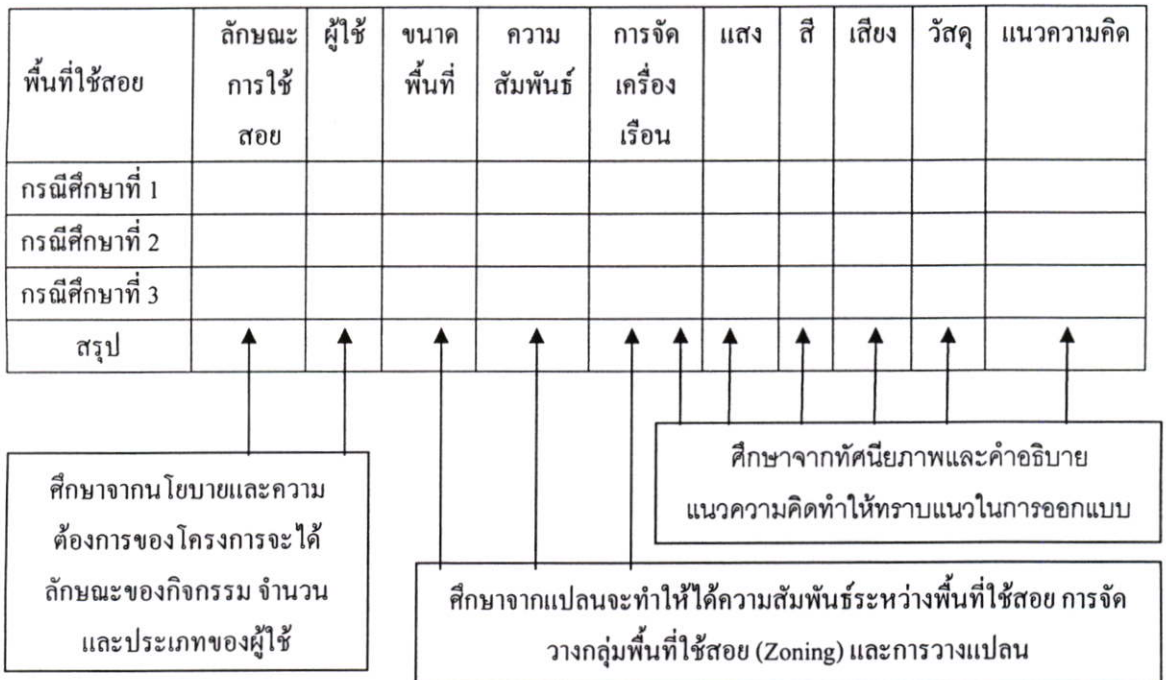 พื้นที่ใช้สอย
ลักษณะ
การใช้
สอย
ผู้ใช้
ขนาด
พื้นที่
ความ
สัมพันธ์
การจัด
เครื่อง
เรือน
แสง
สี
เสียง
วัสดุ
แนวความคิด
กรณีศึกษาที่ 1
กรณีศึกษาที่ 2
กรณีศึกษาที่ 3
สรุป
ศึกษาจากนโยบายและความ
ต้องการของโครงการจะได้
ลักษณะของกิจกรรม จำนวน
และประเภทของผู้ใช้
ศึกษาจากทัศนียภาพและคำอธิบาย
แนวความคิดทำให้ทราบแนวในการออกแบบ
ศึกษาจากแปลนจะทำให้ได้ความสัมพันธ์ระหว่างพื้นที่ใช้สอย การจัด
วางกลุ่มพื้นที่ใช้สอย (Zoning) และการวางแปลน